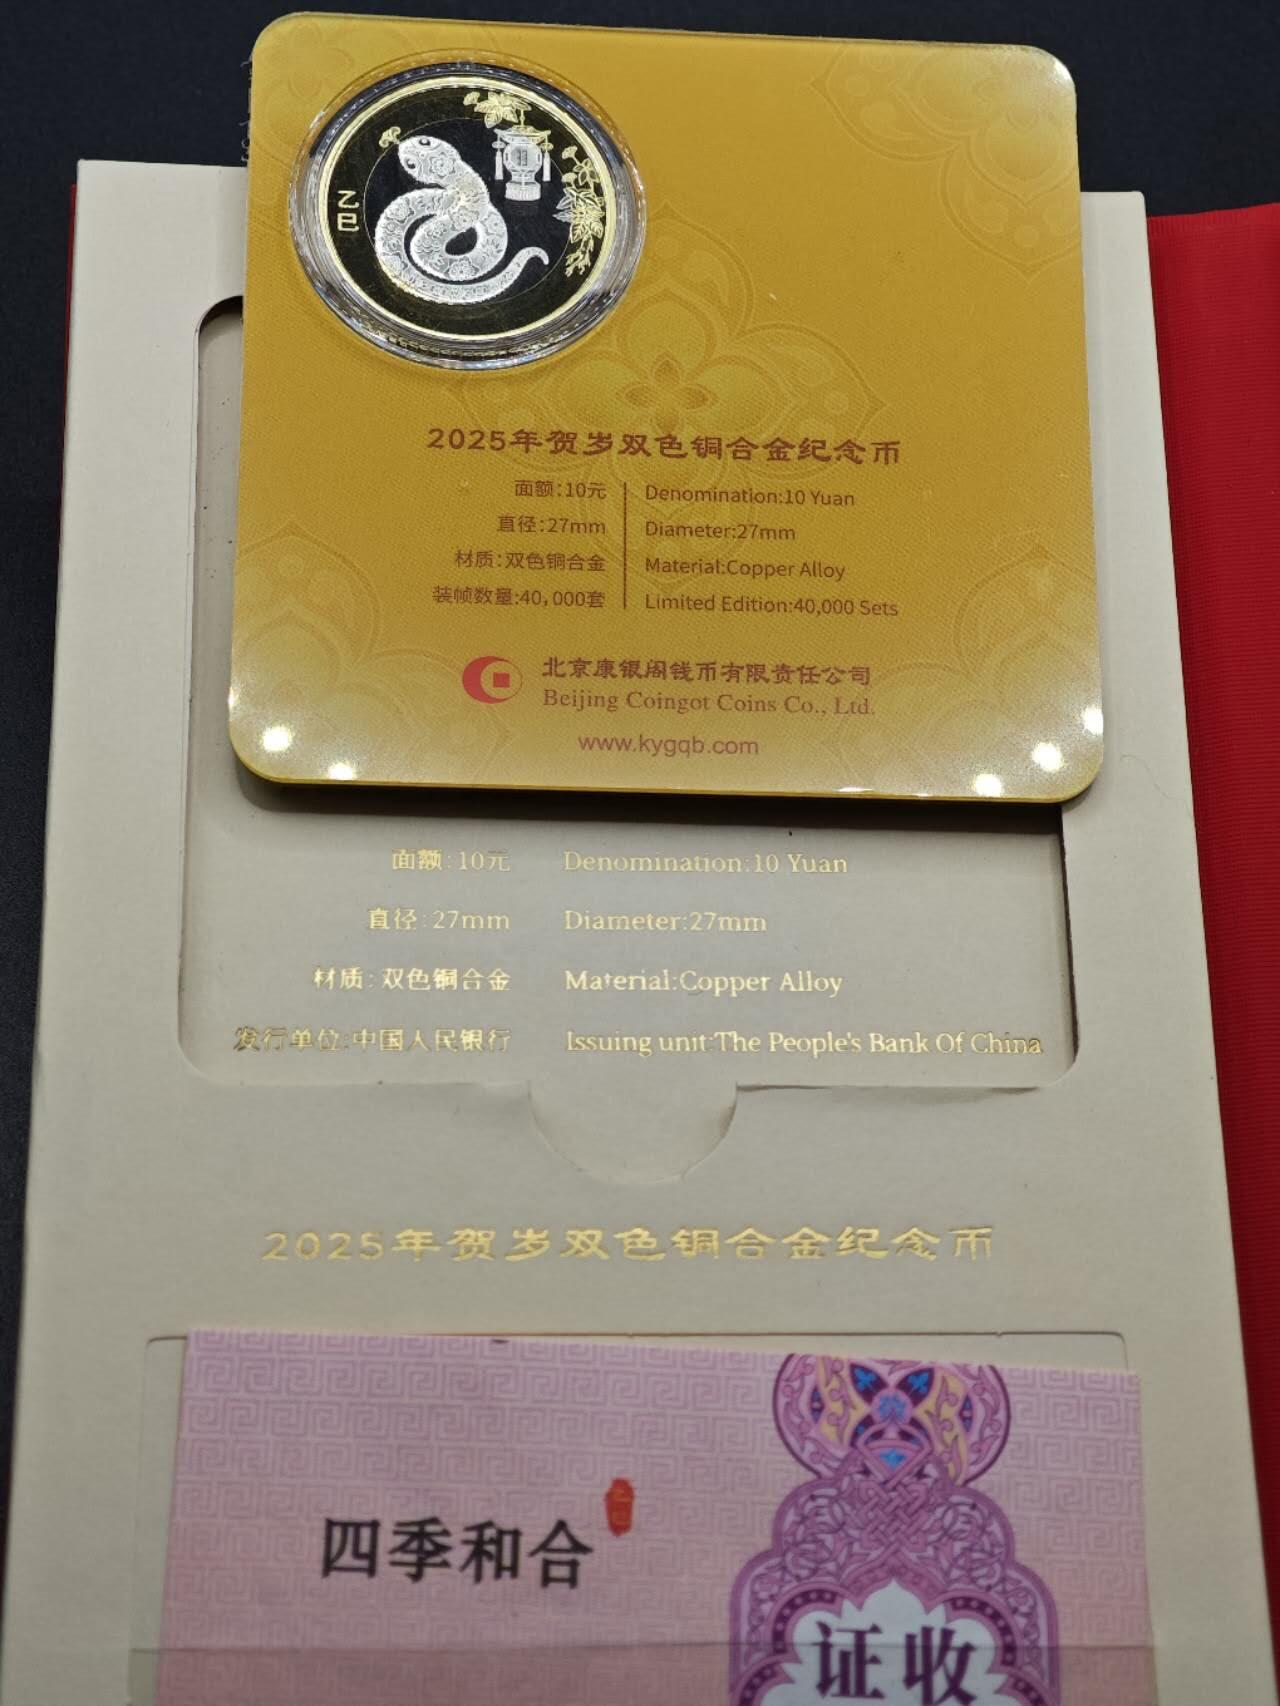 乙
巳
2025年贺岁双色铜合金纪念币
面额:10元
Denomination:10 Yuan
直径:27mm
Diameter:27mm
材质:双色铜合金
Material:Copper Alloy
装帧数量:40,000套
Limited Edition:40,000 Sets
北京康银阁钱币有限责任公司
Beijing Coingot Coins Co., Ltd.
www.kygqb.com
面额:10元
Denomination:10 Yuan
直径:27mm
Diameter:27mm
材质:双色铜合金
Material:Copper Alloy
发行单位:中国人民银行
Issuing unit:The People's Bank Of China
2025年贺岁双色铜合金纪念币
四季和合
证收